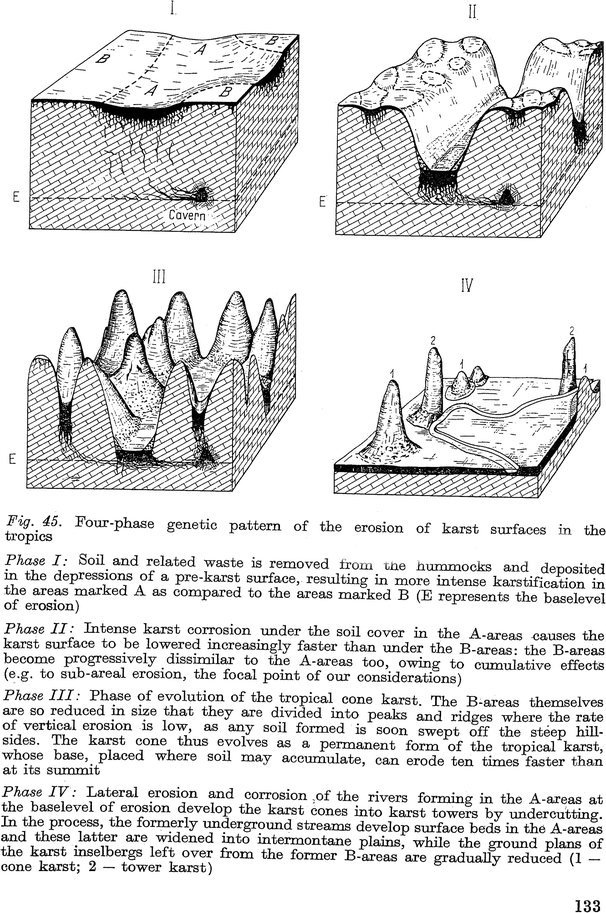 I.
II.
B
A
B
A
B
E
Cavern
E
III
IV
E
1
2
1
2
1
Fig. 45. Four-phase genetic pattern of the erosion of karst surfaces in the
tropics
Phase I: Soil and related waste is removed from the hummocks and deposited
in the depressions of a pre-karst surface, resulting in more intense karstification in
the areas marked A as compared to the areas marked B (E represents the baselevel
of erosion)
Phase II: Intense karst corrosion under the soil cover in the A-areas causes the
karst surface to be lowered increasingly faster than under the B-areas: the B-areas
become progressively dissimilar to the A-areas too, owing to cumulative effects
(e.g. to sub-areal erosion, the focal point of our considerations)
Phase III: Phase of evolution of the tropical cone karst. The B-areas themselves
are so reduced in size that they are divided into peaks and ridges where the rate
of vertical erosion is low, as any soil formed is soon swept off the steep hill-
sides. The karst cone thus evolves as a permanent form of the tropical karst,
whose base, placed where soil may accumulate, can erode ten times faster than
at its summit
Phase IV: Lateral erosion and corrosion of the rivers forming in the A-areas at
the baselevel of erosion develop the karst cones into karst towers by undercutting.
In the process, the formerly underground streams develop surface beds in the A-areas
and these latter are widened into intermontane plains, while the ground plans of
the karst inselbergs left over from the former B-areas are gradually reduced (1 —
cone karst; 2 — tower karst)
133